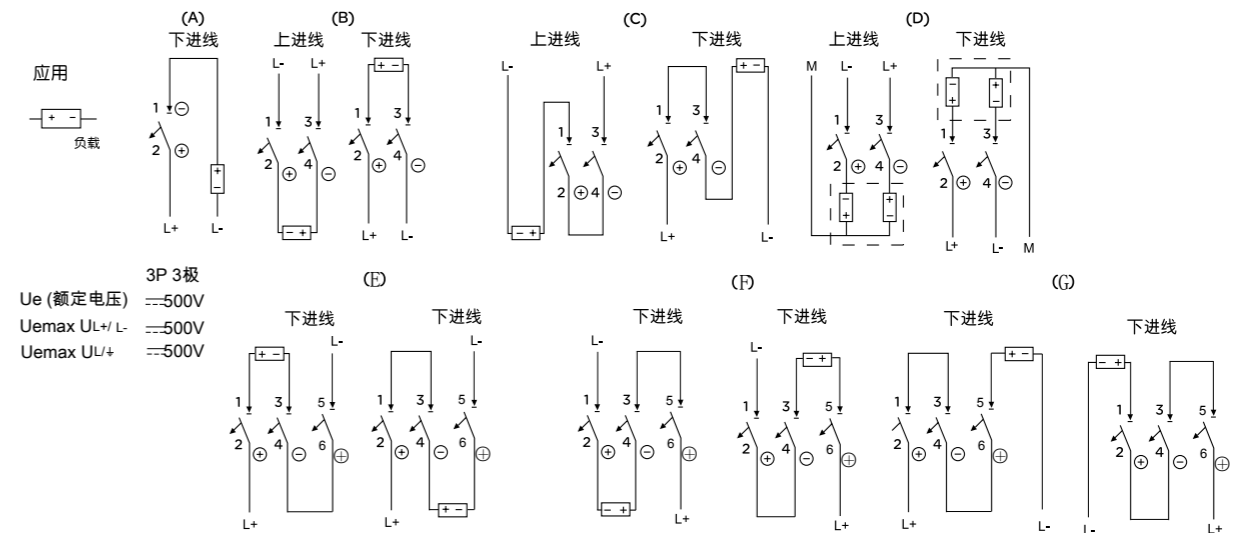 (A) (B) (C) (D)
下进线 上进线 下进线 上进线 下进线 上进线 下进线
应用
+ -
负载
1 ⊖
2 ⊕
+
-
L+ L-
L- L+
1 3
2 ⊕ 4 ⊖
- +
+ -
1 3
2 ⊕ 4 ⊖
L+ L-
L- L+
1 3
2 ⊕ 4 ⊖
- +
+ -
1 3
2 ⊕ 4 ⊖
L+ L-
M L- L+
1 3
2 ⊕ 4 ⊖
- +
+ -
- +
+ -
1 3
2 ⊕ 4 ⊖
L+ L- M
3P 3极
Ue (额定电压) 500V
Uemax UL+/ L- 500V
Uemax UL/⏚ 500V
(E) (F) (G)
下进线 下进线 下进线 下进线 下进线 下进线
L-
+ -
1 3 5
2 ⊕ 4 ⊖ 6 ⊕
L+
L-
1 3 5
2 ⊕ 4 ⊖ 6 ⊕
+ -
L+
L-
1 3 5
2 ⊕ 4 ⊖ 6 ⊕
- +
L+
L-
+ -
1 3 5
2 ⊕ 4 ⊖ 6 ⊕
L+
+ -
1 3 5
2 ⊕ 4 ⊖ 6 ⊕
L+ L-
- +
1 3 5
2 ⊕ 4 ⊖ 6 ⊕
L- L+